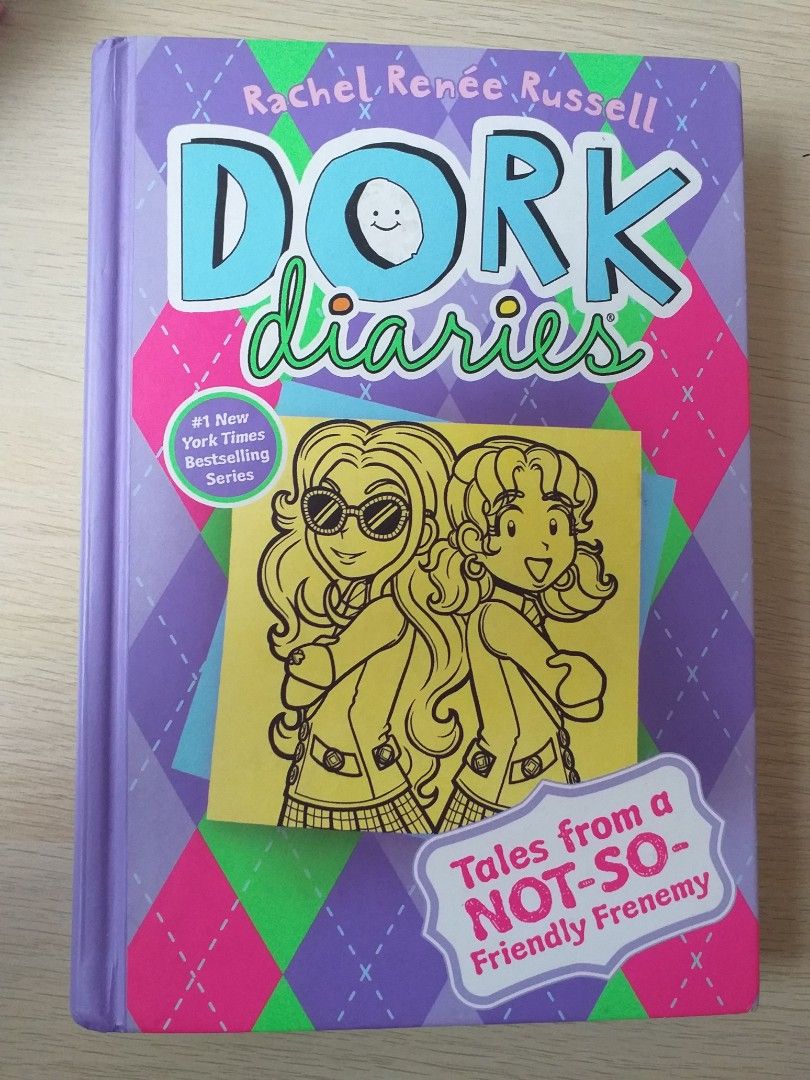 Rachel Renée Russell
DORK
diaries®
#1 New
York Times
Bestselling
Series
Tales from a
NOT-SO-
Friendly Frenemy